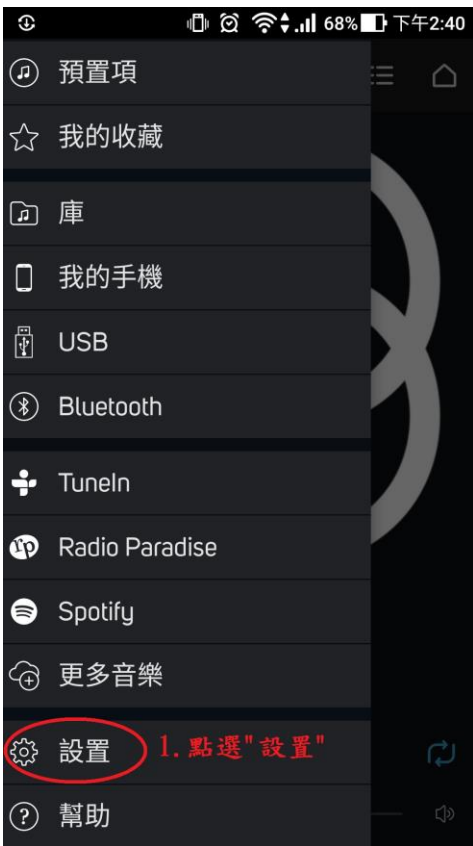 68% 下午2:40
預置項
我的收藏
庫
我的手機
USB
Bluetooth
TuneIn
rp Radio Paradise
Spotify
更多音樂
設置 1. 點選"設置"
? 幫助